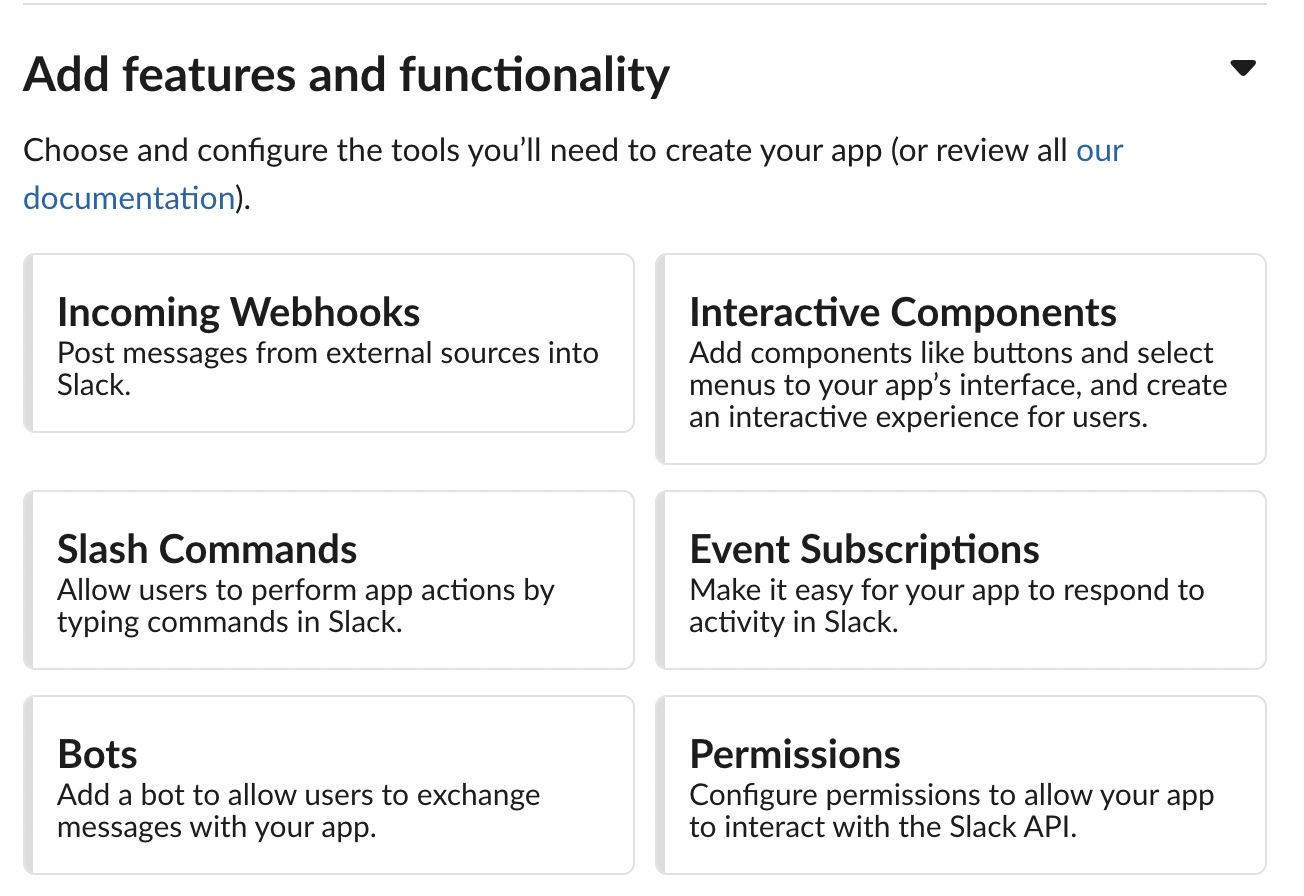 Add features and functionality
Choose and configure the tools you’ll need to create your app (or review all our
documentation).
Incoming Webhooks
Post messages from external sources into
Slack.
Interactive Components
Add components like buttons and select
menus to your app’s interface, and create
an interactive experience for users.
Slash Commands
Allow users to perform app actions by
typing commands in Slack.
Event Subscriptions
Make it easy for your app to respond to
activity in Slack.
Bots
Add a bot to allow users to exchange
messages with your app.
Permissions
Configure permissions to allow your app
to interact with the Slack API.